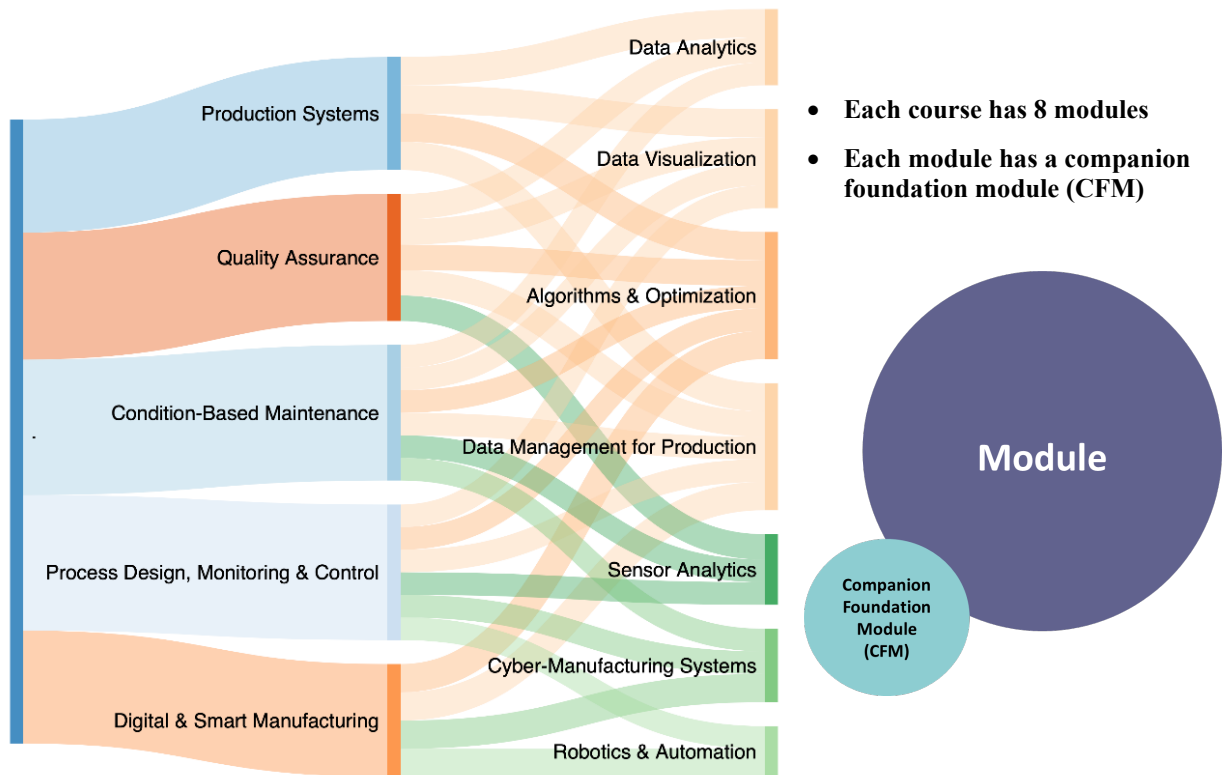 Production Systems
Quality Assurance
Condition-Based Maintenance
Process Design, Monitoring & Control
Digital & Smart Manufacturing
Data Analytics
Data Visualization
Algorithms & Optimization
Data Management for Production
Sensor Analytics
Cyber-Manufacturing Systems
Robotics & Automation
• Each course has 8 modules
• Each module has a companion
foundation module (CFM)
Module
Companion
Foundation
Module
(CFM)